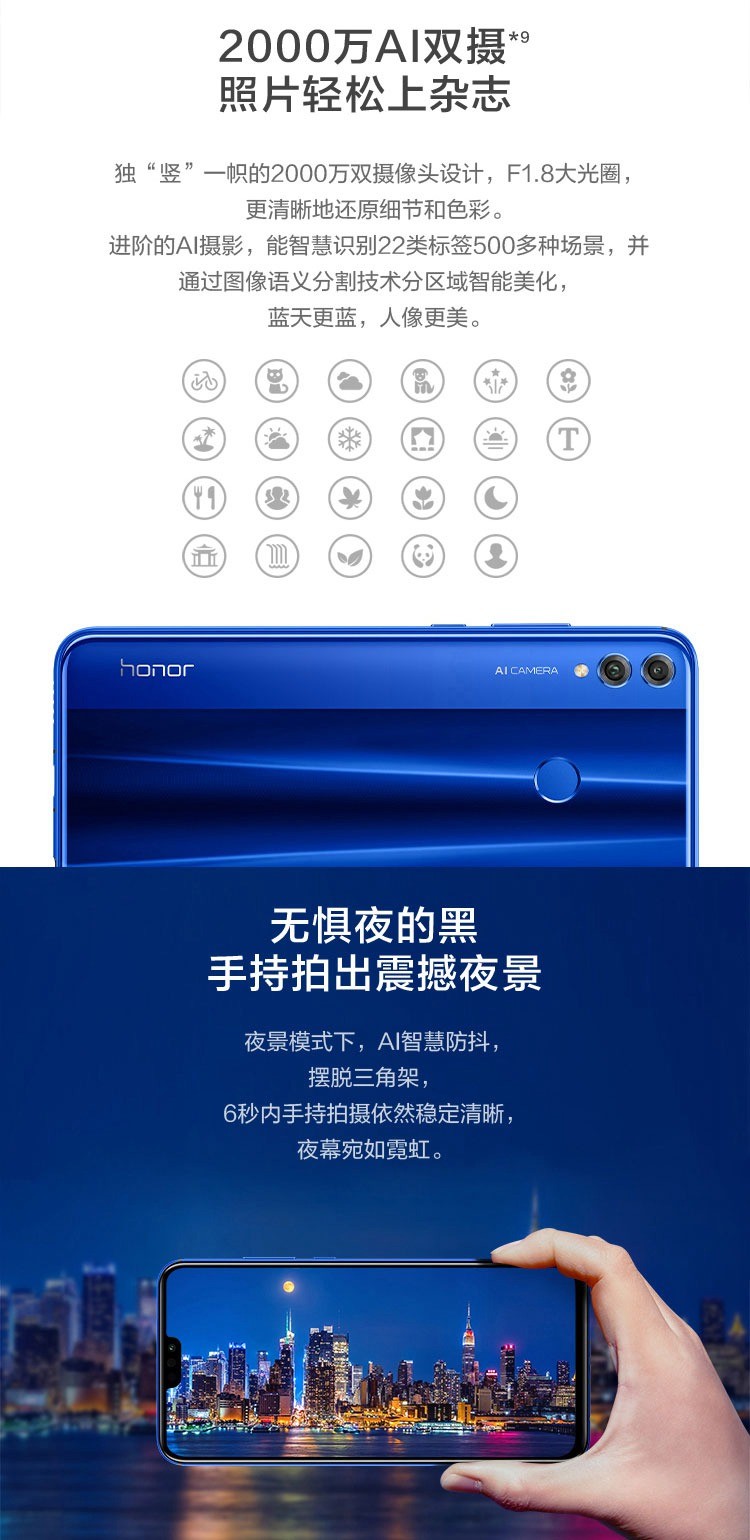 2000万AI双摄*9
照片轻松上杂志
独“竖”一帜的2000万双摄像头设计，F1.8大光圈，
更清晰地还原细节和色彩。
进阶的AI摄影，能智慧识别22类标签500多种场景，并
通过图像语义分割技术分区域智能美化，
蓝天更蓝，人像更美。
T
honor
AI CAMERA
无惧夜的黑
手持拍出震撼夜景
夜景模式下，AI智慧防抖，
摆脱三角架，
6秒内手持拍摄依然稳定清晰，
夜幕宛如霓虹。